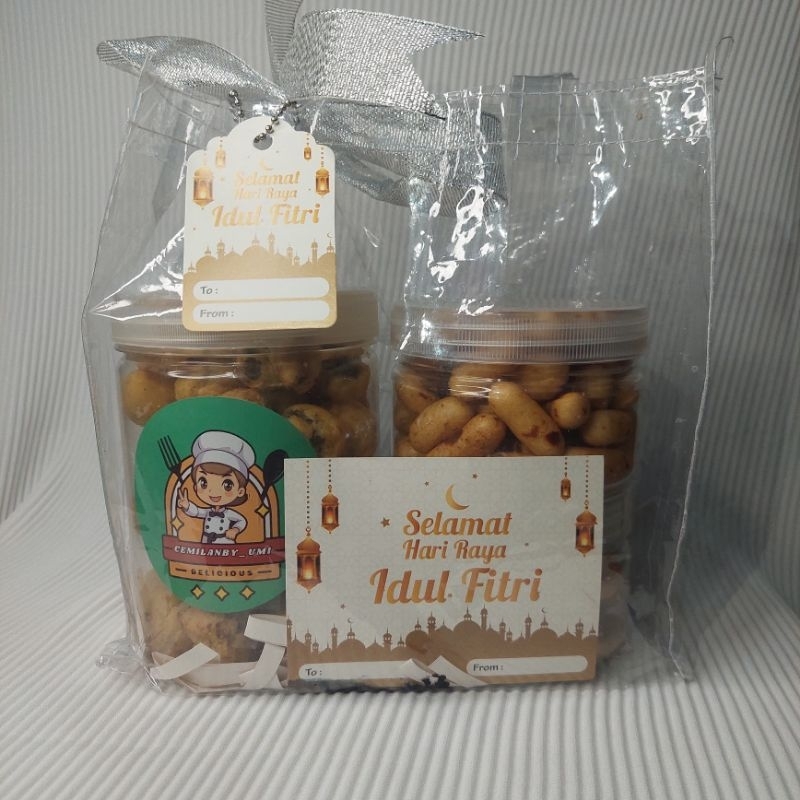 Selamat
Hari Raya
Idul Fitri
To :
From :
CEMILANBY_UMI
DELICIOUS
Selamat
Hari Raya
Idul Fitri
To :
From :